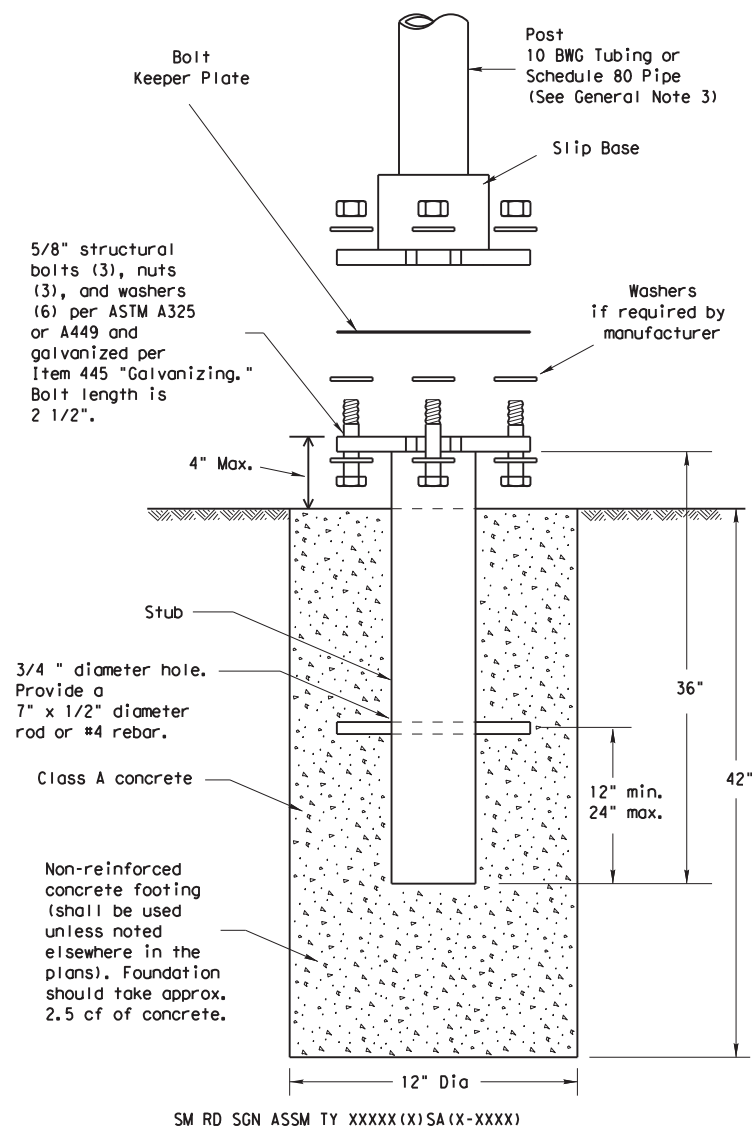 Bolt
Keeper Plate
Post
10 BWG Tubing or
Schedule 80 Pipe
(See General Note 3)
Slip Base
5/8" structural
bolts (3), nuts
(3), and washers
(6) per ASTM A325
or A449 and
galvanized per
Item 445 "Galvanizing."
Bolt length is
2 1/2".
Washers
if required by
manufacturer
4" Max.
Stub
3/4 " diameter hole.
Provide a
7" x 1/2" diameter
rod or #4 rebar.
36"
Class A concrete
12" min.
24" max.
42"
Non-reinforced
concrete footing
(shall be used
unless noted
elsewhere in the
plans). Foundation
should take approx.
2.5 cf of concrete.
12" Dia
SM RD SGN ASSM TY XXXXX(X)SA(X-XXXX)